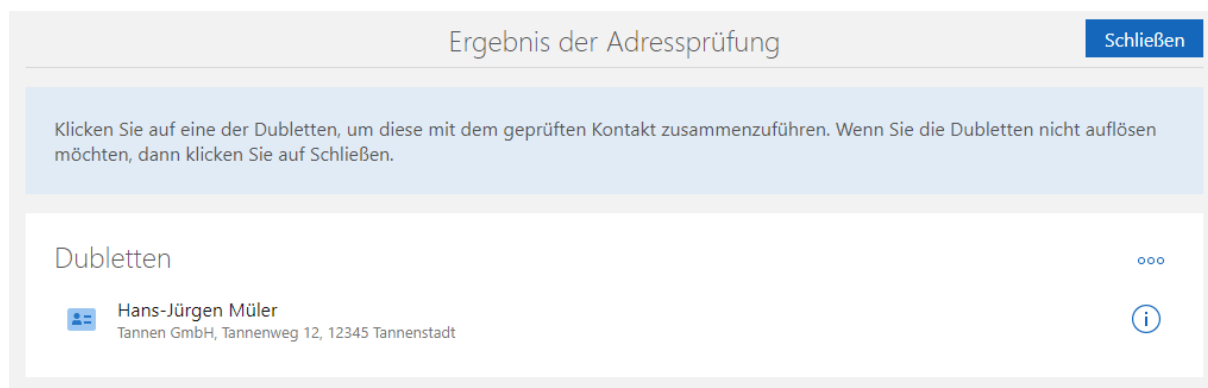 Ergebnis der Adressprüfung
Schließen
Klicken Sie auf eine der Dubletten, um diese mit dem geprüften Kontakt zusammenzuführen. Wenn Sie die Dubletten nicht auflösen
möchten, dann klicken Sie auf Schließen.
Dubletten
Hans-Jürgen Müler
Tannen GmbH, Tannenweg 12, 12345 Tannenstadt